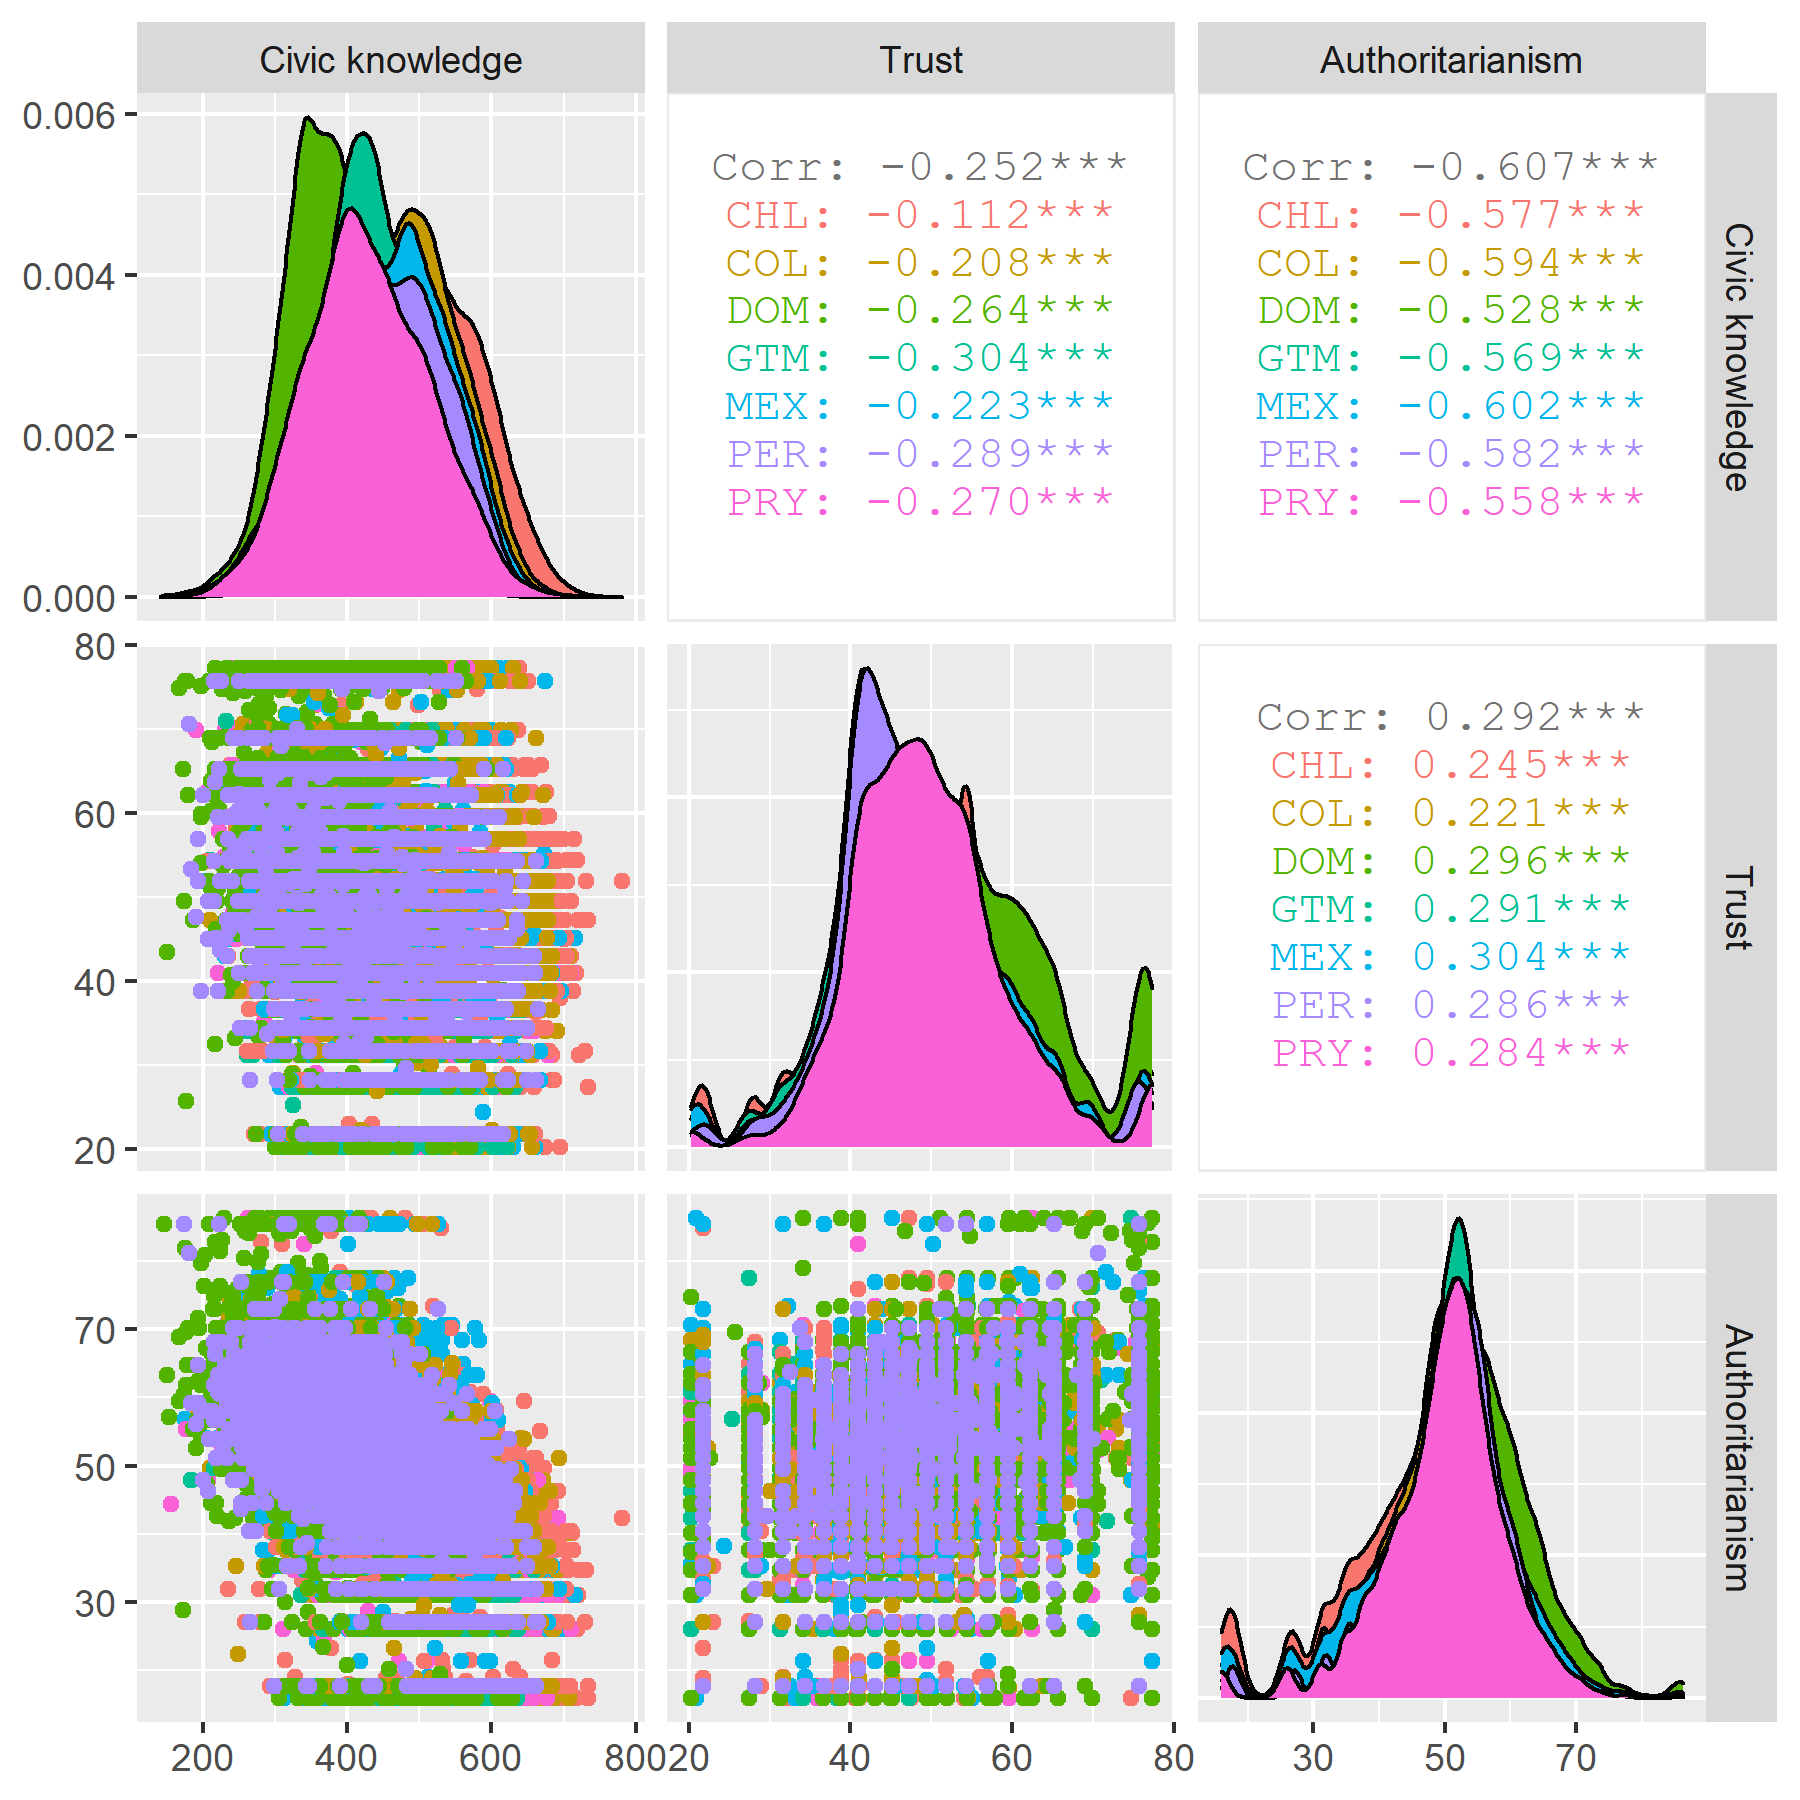 Civic knowledge
Trust
Authoritarianism
0.006
0.004
0.002
0.000
Corr: -0.252***
CHL: -0.112***
COL: -0.208***
DOM: -0.264***
GTM: -0.304***
MEX: -0.223***
PER: -0.289***
PRY: -0.270***
Corr: -0.607***
CHL: -0.577***
COL: -0.594***
DOM: -0.528***
GTM: -0.569***
MEX: -0.602***
PER: -0.582***
PRY: -0.558***
Civic knowledge
80
60
40
20
Corr: 0.292***
CHL: 0.245***
COL: 0.221***
DOM: 0.296***
GTM: 0.291***
MEX: 0.304***
PER: 0.286***
PRY: 0.284***
Trust
70
50
30
Authoritarianism
200 400 600 800
20 40 60 80
30 50 70